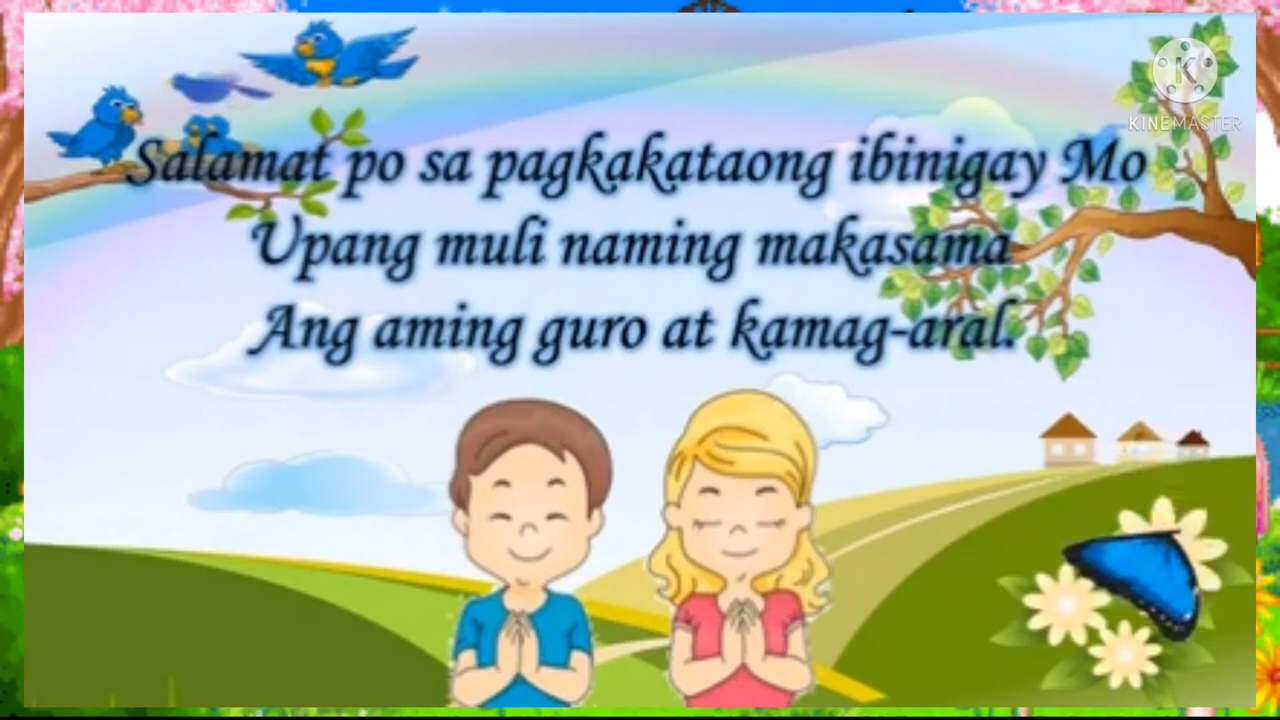 KINEMASTER
Salamat po sa pagkakataong ibinigay Mo
Upang muli naming makasama
Ang aming guro at kamag-aral.